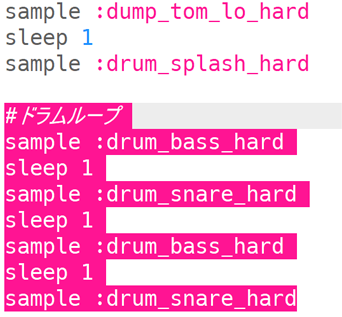 sample :dump_tom_lo_hard
sleep 1
sample :drum_splash_hard
#ドラムループ
sample :drum_bass_hard
sleep 1
sample :drum_snare_hard
sleep 1
sample :drum_bass_hard
sleep 1
sample :drum_snare_hard